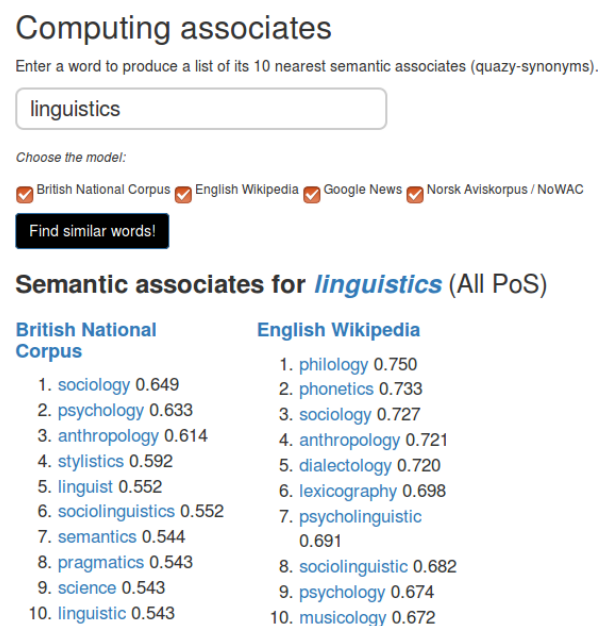 Computing associates
Enter a word to produce a list of its 10 nearest semantic associates (quazy-synonyms).
linguistics
Choose the model:
British National Corpus English Wikipedia Google News Norsk Aviskorpus / NoWAC
Find similar words!
Semantic associates for linguistics (All PoS)
British National
Corpus
1. sociology 0.649
2. psychology 0.633
3. anthropology 0.614
4. stylistics 0.592
5. linguist 0.552
6. sociolinguistics 0.552
7. semantics 0.544
8. pragmatics 0.543
9. science 0.543
10. linguistic 0.543
English Wikipedia
1. philology 0.750
2. phonetics 0.733
3. sociology 0.727
4. anthropology 0.721
5. dialectology 0.720
6. lexicography 0.698
7. psycholinguistic
0.691
8. sociolinguistic 0.682
9. psychology 0.674
10. musicology 0.672